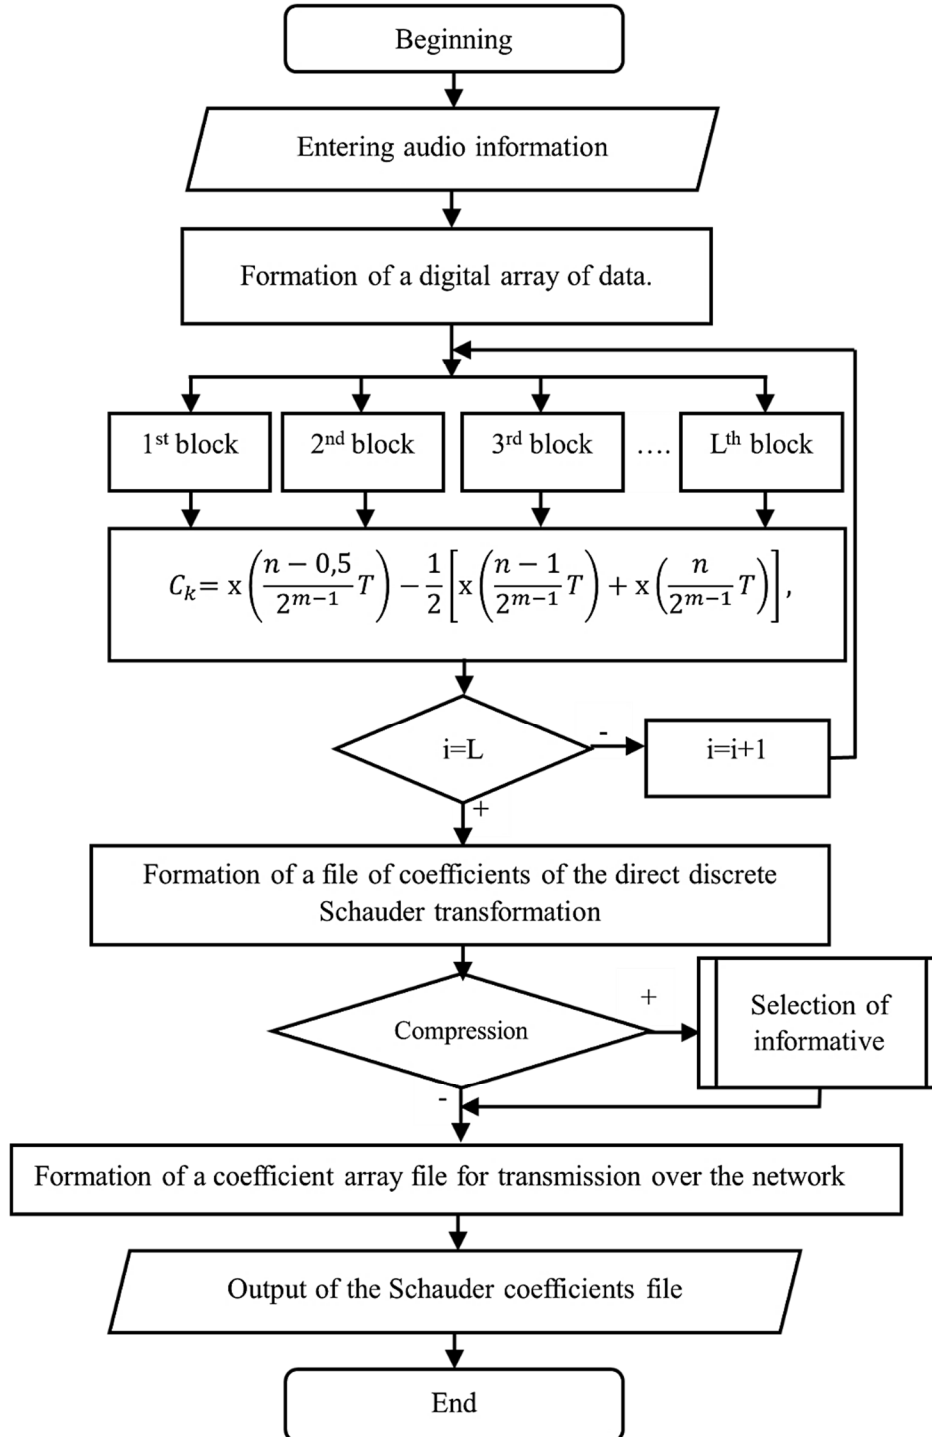 Beginning
Entering audio information
Formation of a digital array of data.
1st block
2nd block
3rd block
....
Lth block
C_k = x((n − 0,5)/2^{m−1} T) − 1/2 [x((n − 1)/2^{m−1} T) + x(n/2^{m−1} T)],
i=L
-
i=i+1
+
Formation of a file of coefficients of the direct discrete
Schauder transformation
Compression
+
Selection of
informative
-
Formation of a coefficient array file for transmission over the network
Output of the Schauder coefficients file
End